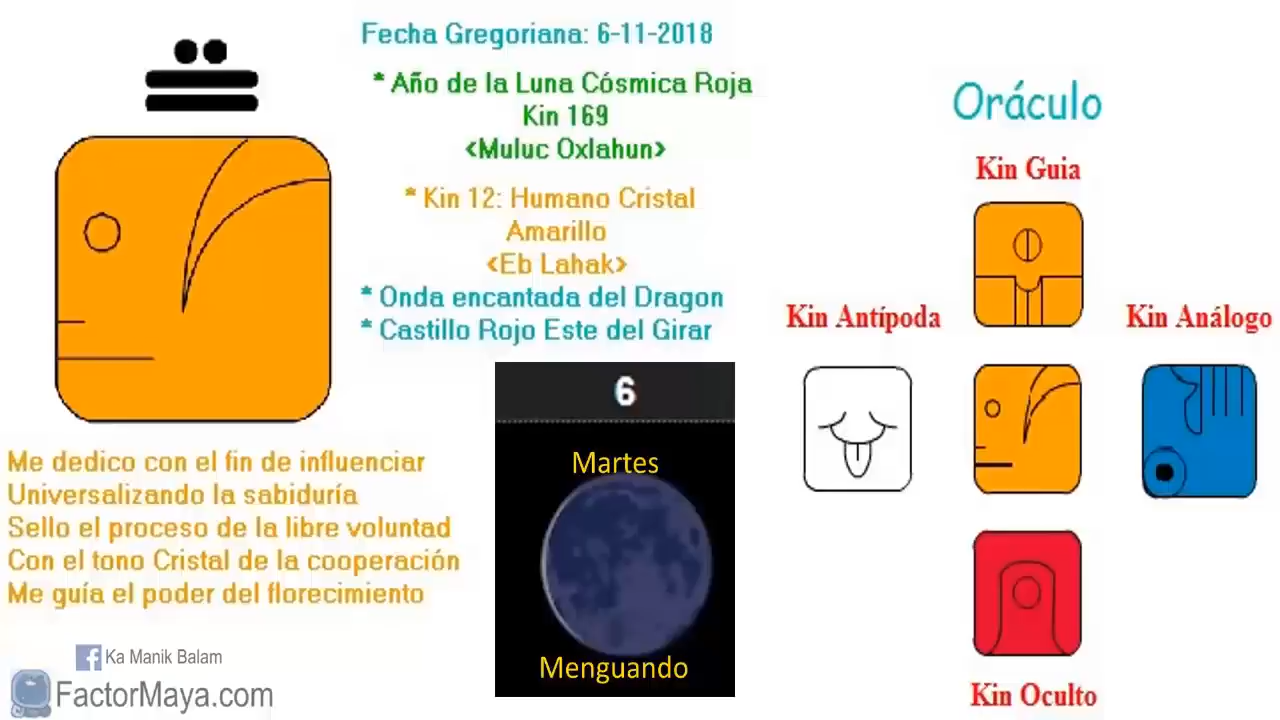 Fecha Gregoriana: 6-11-2018
* Año de la Luna Cósmica Roja
Kin 169
<Muluc Oxlahun>
* Kin 12: Humano Cristal
Amarillo
<Eb Lahak>
* Onda encantada del Dragon
* Castillo Rojo Este del Girar
6
Martes
Menguando
Me dedico con el fin de influenciar
Universalizando la sabiduría
Sello el proceso de la libre voluntad
Con el tono Cristal de la cooperación
Me guía el poder del florecimiento
Ka Manik Balam
FactorMaya.com
Oráculo
Kin Guia
Kin Antípoda
Kin Análogo
Kin Oculto